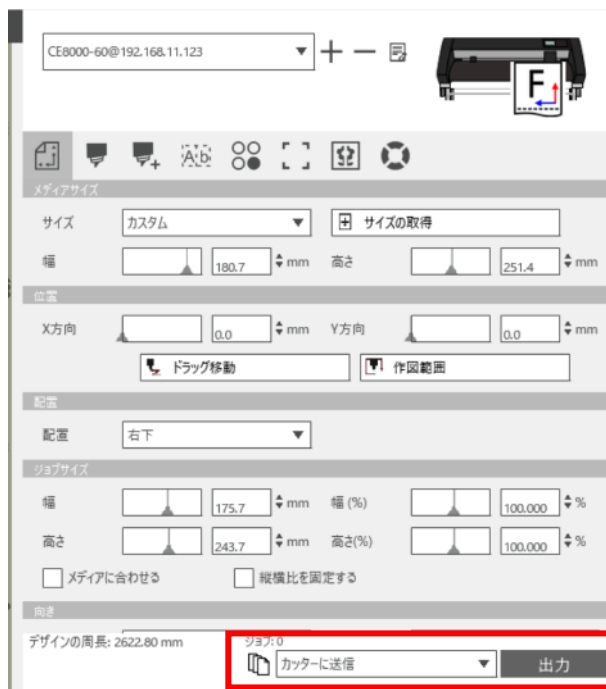 CE8000-60@192.168.11.123
F
Ab
メディアサイズ
サイズ カスタム サイズの取得
幅 180.7 mm 高さ 251.4 mm
位置
X方向 0.0 mm Y方向 0.0 mm
ドラッグ移動 作図範囲
配置
配置 右下
ジョブサイズ
幅 175.7 mm 幅 (%) 100.000 %
高さ 243.7 mm 高さ(%) 100.000 %
メディアに合わせる 縦横比を固定する
向き
デザインの周長: 2622.80 mm ジョブ: 0
カッターに送信 出力